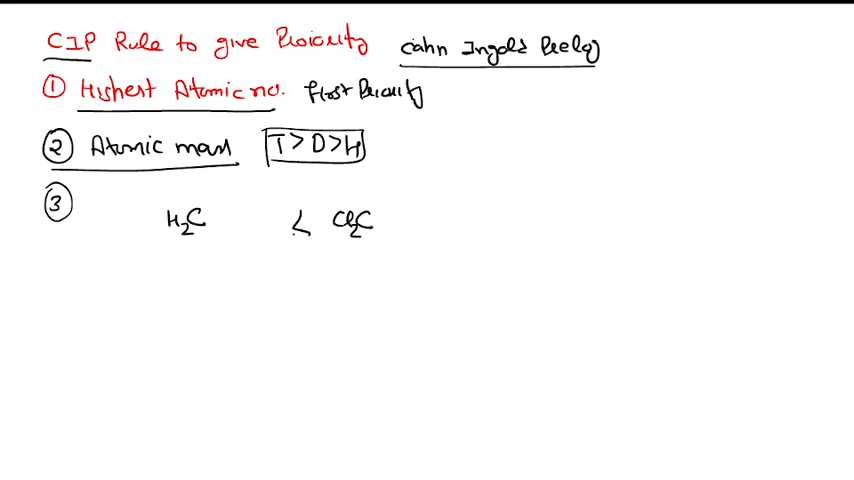 CIP Rule to give Priority Cahn Ingold Prelog
① Highest Atomic no. first Priority
② Atomic mass T > D > H
③
H₂C < Cl₂C